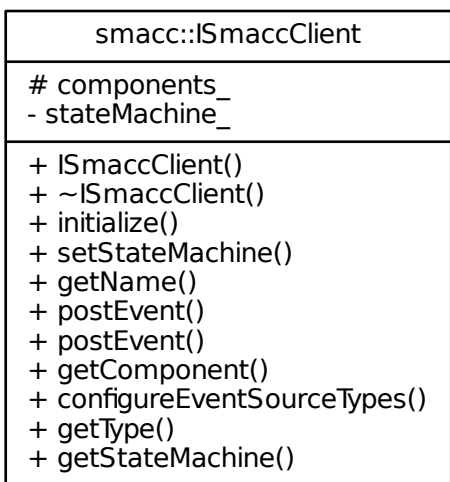 smacc::ISmaccClient
# components_
- stateMachine_
+ ISmaccClient()
+ ~ISmaccClient()
+ initialize()
+ setStateMachine()
+ getName()
+ postEvent()
+ postEvent()
+ getComponent()
+ configureEventSourceTypes()
+ getType()
+ getStateMachine()